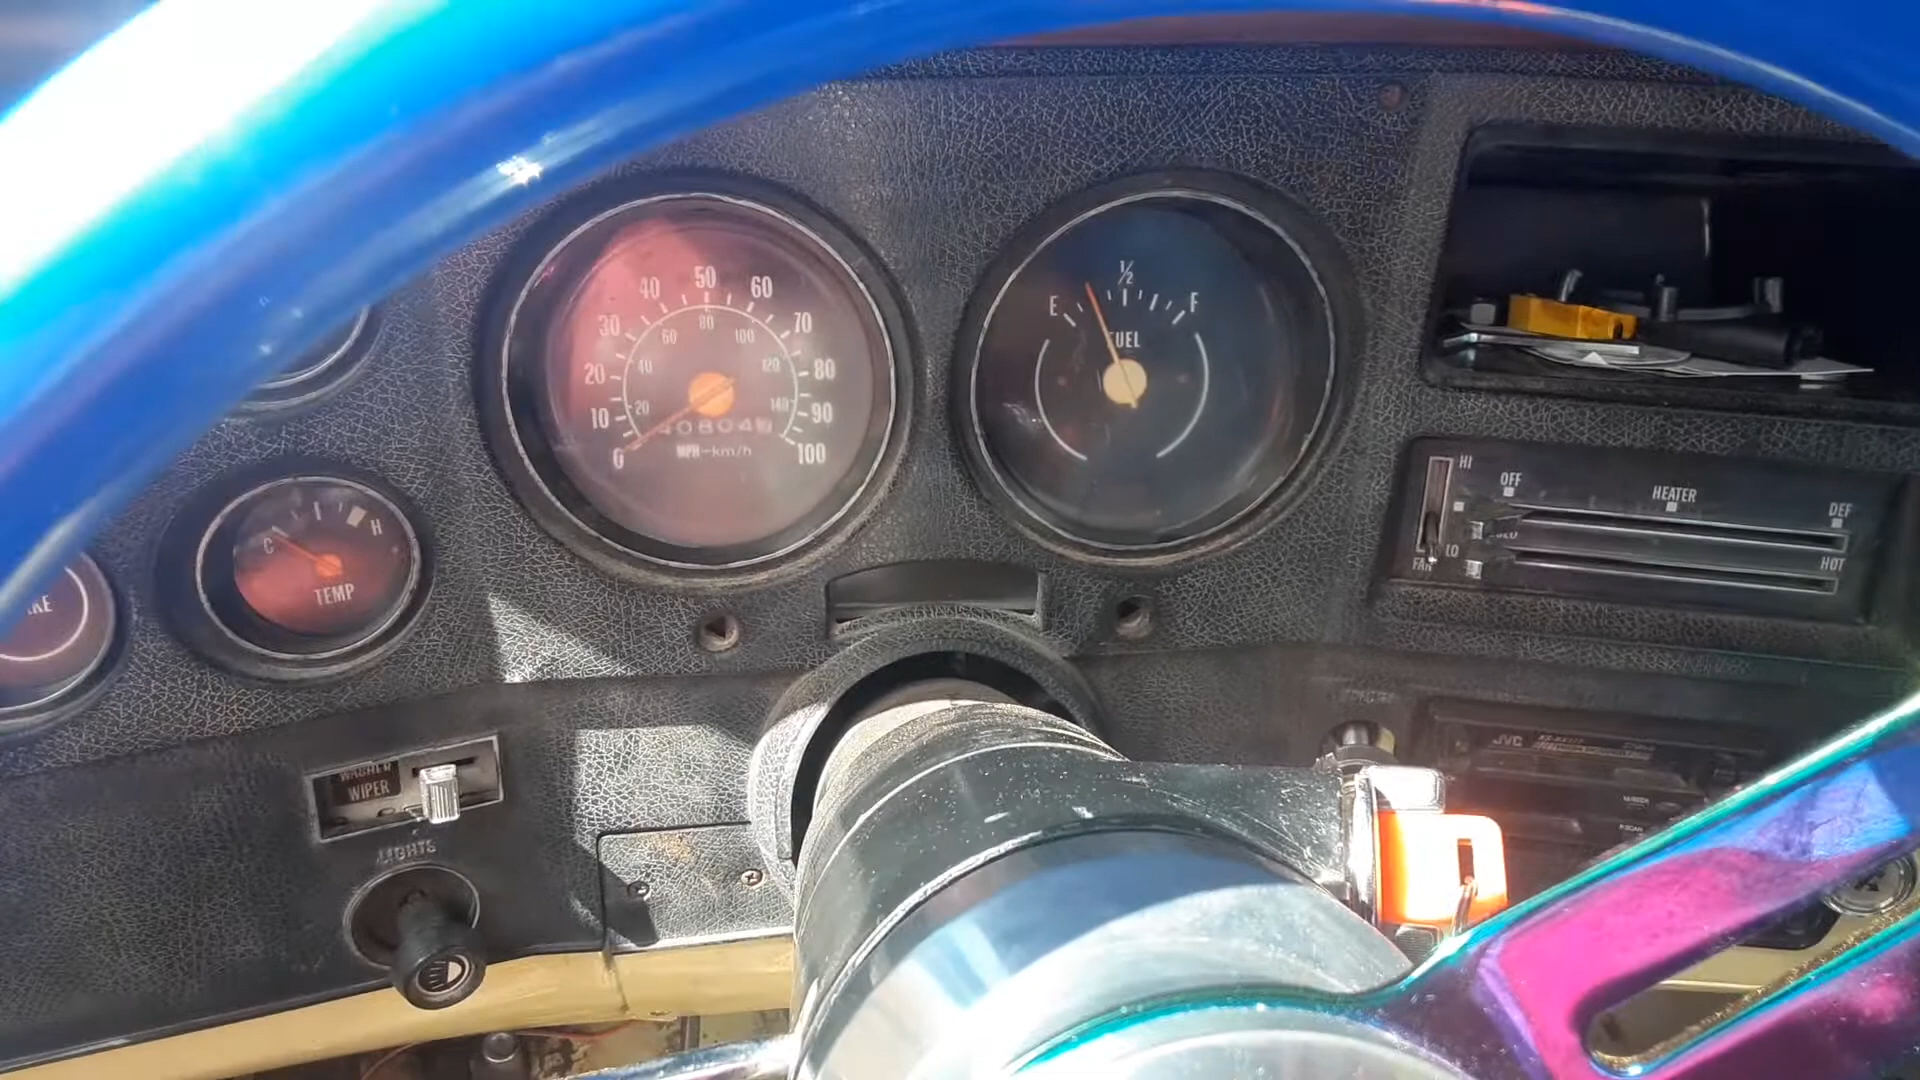 50
40 60
30 70
20 80
10 90
0 100
80
60 100
40 120
20 140
MPH-km/h
½
E F
FUEL
C H
TEMP
HI
LO
FAN
OFF HEATER DEF
HOT
WASHER
WIPER
LIGHTS
JVC